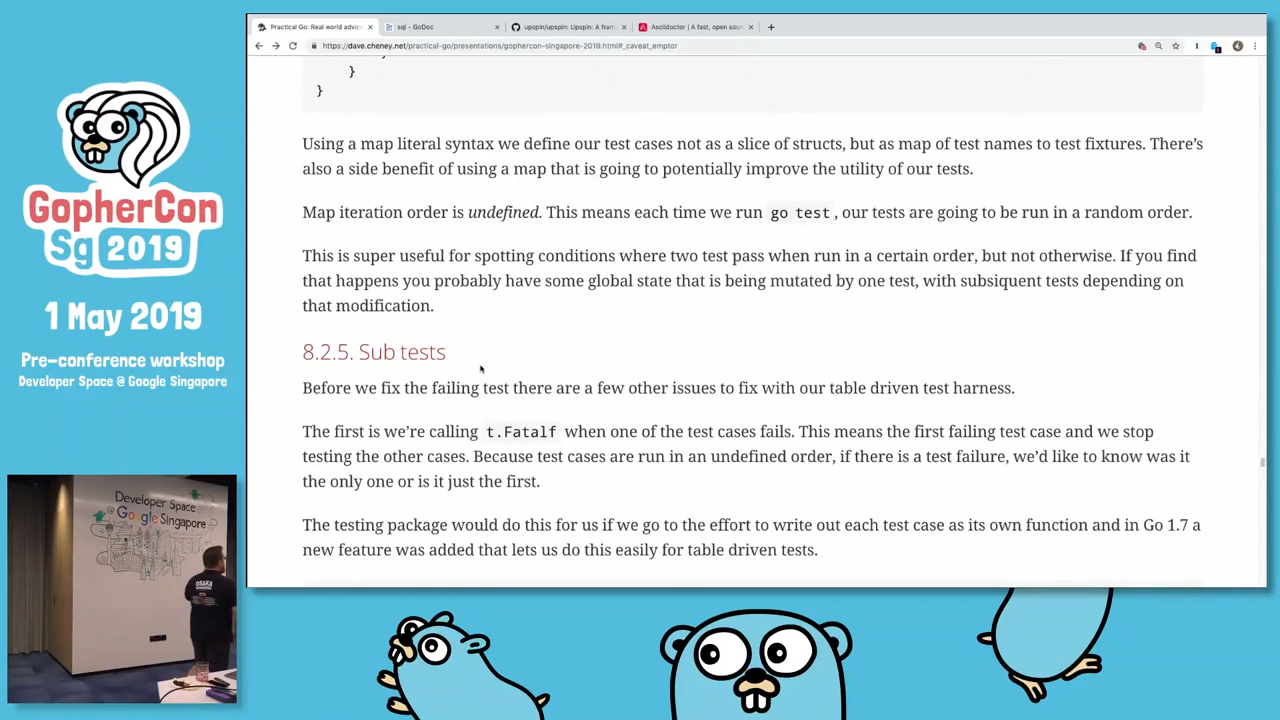 Practical Go: Real world advic
sql - GoDoc
upspin/upspin: Upspin: A fram
Asciidoctor | A fast, open sou
https://dave.cheney.net/practical-go/presentations/gophercon-singapore-2019.html#_caveat_emptor
}
}
Using a map literal syntax we define our test cases not as a slice of structs, but as map of test names to test fixtures. There's
also a side benefit of using a map that is going to potentially improve the utility of our tests.
Map iteration order is undefined. This means each time we run go test, our tests are going to be run in a random order.
This is super useful for spotting conditions where two test pass when run in a certain order, but not otherwise. If you find
that happens you probably have some global state that is being mutated by one test, with subsiquent tests depending on
that modification.
8.2.5. Sub tests
Before we fix the failing test there are a few other issues to fix with our table driven test harness.
The first is we're calling t.Fatalf when one of the test cases fails. This means the first failing test case and we stop
testing the other cases. Because test cases are run in an undefined order, if there is a test failure, we'd like to know was it
the only one or is it just the first.
The testing package would do this for us if we go to the effort to write out each test case as its own function and in Go 1.7 a
new feature was added that lets us do this easily for table driven tests.
GopherCon
Sg 2019
1 May 2019
Pre-conference workshop
Developer Space @ Google Singapore
Developer Space
@ Google Singapore
OSAKA